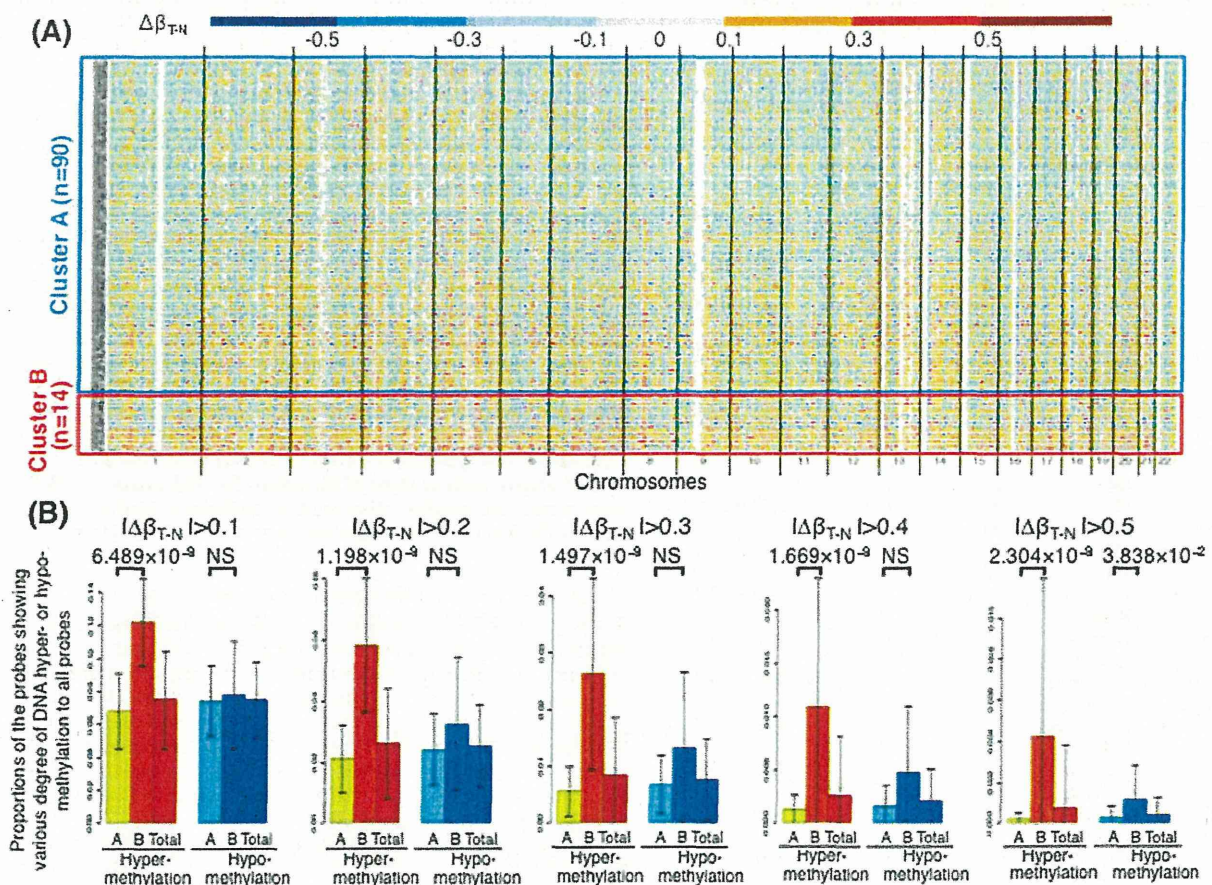 (A)
Δβ T-N
-0.5 -0.3 -0.1 0 0.1 0.3 0.5
Cluster A (n=90)
Cluster B
(n=14)
1 2 3 4 5 6 7 8 9 10 11 12 13 14 15 16 17 18 19 20 21 22
Chromosomes
(B)
Proportions of the probes showing
various degree of DNA hyper- or hypo-
methylation to all probes
|Δβ T-N |>0.1
6.489×10⁻⁹ NS
A B Total A B Total
Hyper- Hypo-
methylation methylation
|Δβ T-N |>0.2
1.198×10⁻⁹ NS
A B Total A B Total
Hyper- Hypo-
methylation methylation
|Δβ T-N |>0.3
1.497×10⁻⁹ NS
A B Total A B Total
Hyper- Hypo-
methylation methylation
|Δβ T-N |>0.4
1.669×10⁻⁹ NS
A B Total A B Total
Hyper- Hypo-
methylation methylation
|Δβ T-N |>0.5
2.304×10⁻⁹ 3.838×10⁻²
A B Total A B Total
Hyper- Hypo-
methylation methylation